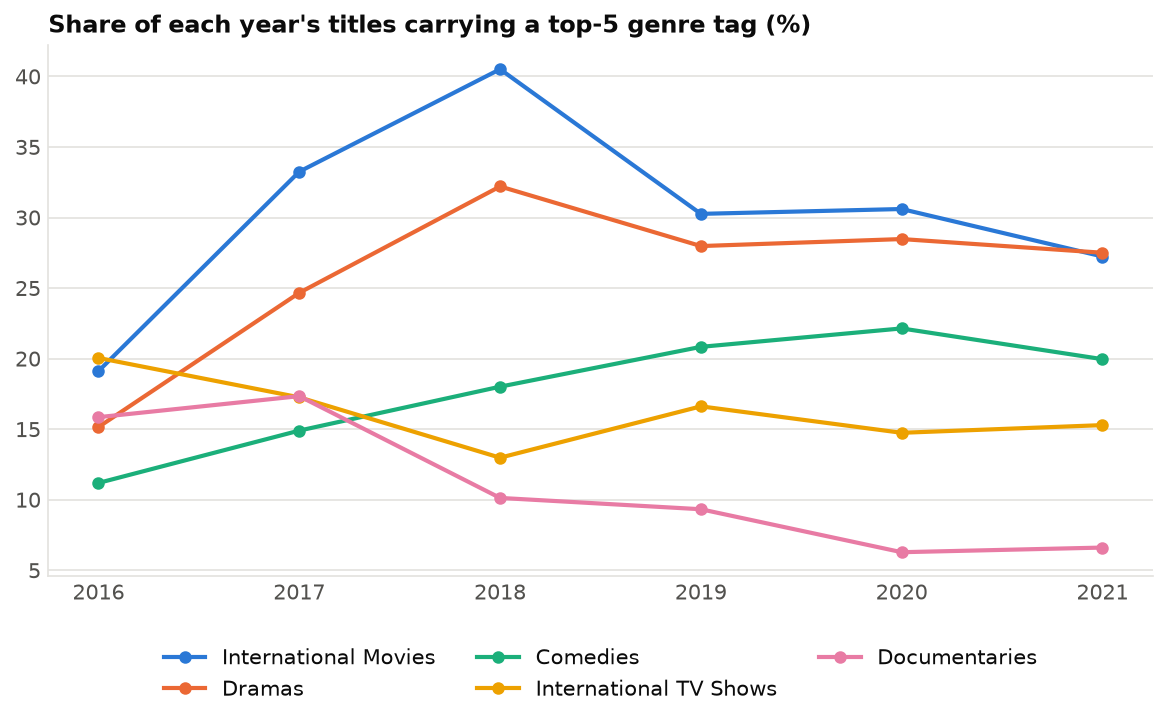 Share of each year's titles carrying a top-5 genre tag (%)
40
35
30
25
20
15
10
5
2016 2017 2018 2019 2020 2021
International Movies Comedies Documentaries
Dramas International TV Shows